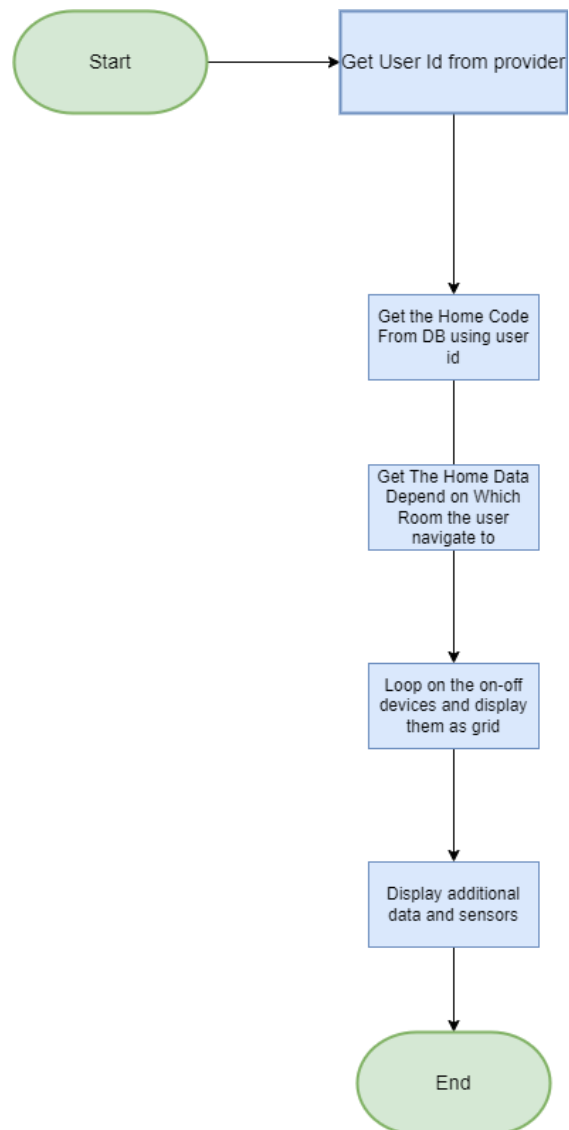 Start
Get User Id from provider
Get the Home Code
From DB using user
id
Get The Home Data
Depend on Which
Room the user
navigate to
Loop on the on-off
devices and display
them as grid
Display additional
data and sensors
End